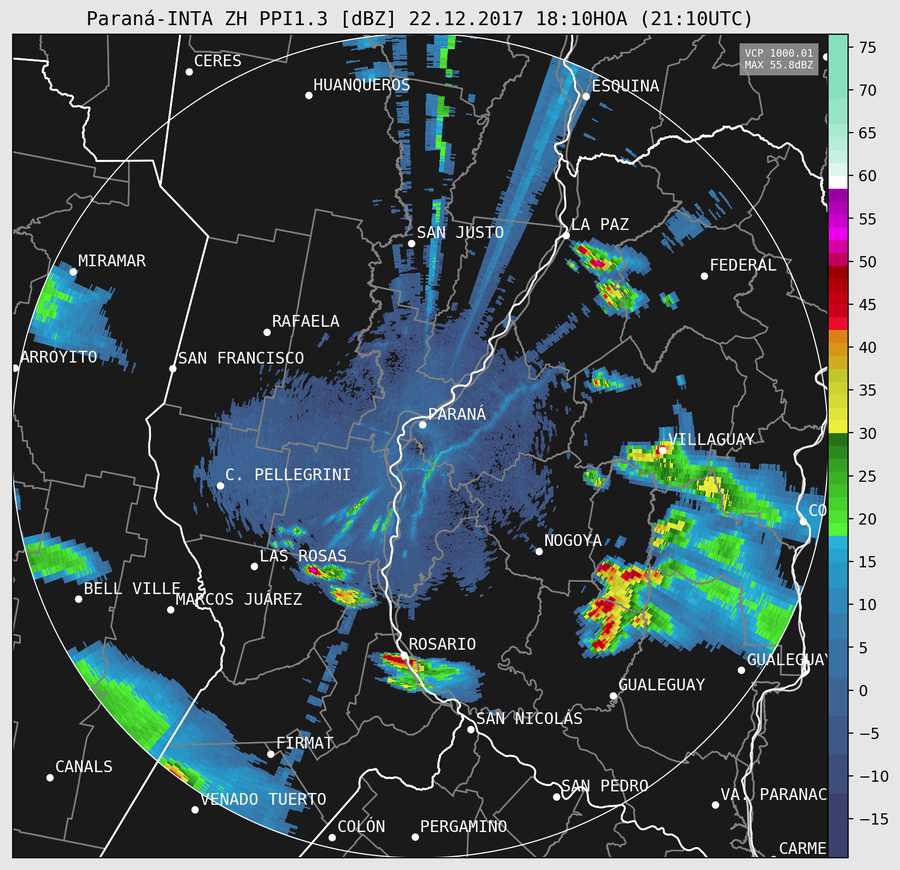 Paraná-INTA ZH PPI1.3 [dBZ] 22.12.2017 18:10HOA (21:10UTC)
VCP 1000.01
MAX 55.8dBZ
CERES
HUANQUEROS
ESQUINA
SAN JUSTO
LA PAZ
MIRAMAR
FEDERAL
RAFAELA
ARROYITO
SAN FRANCISCO
PARANÁ
VILLAGUAY
C. PELLEGRINI
CO
NOGOYA
LAS ROSAS
BELL VILLE
MARCOS JUÁREZ
ROSARIO
GUALEGUAY
GUALEGUAY
SAN NICOLÁS
FIRMAT
CANALS
SAN PEDRO
VENADO TUERTO
VA. PARANAC
COLÓN
PERGAMINO
CARME
75
70
65
60
55
50
45
40
35
30
25
20
15
10
5
0
−5
−10
−15